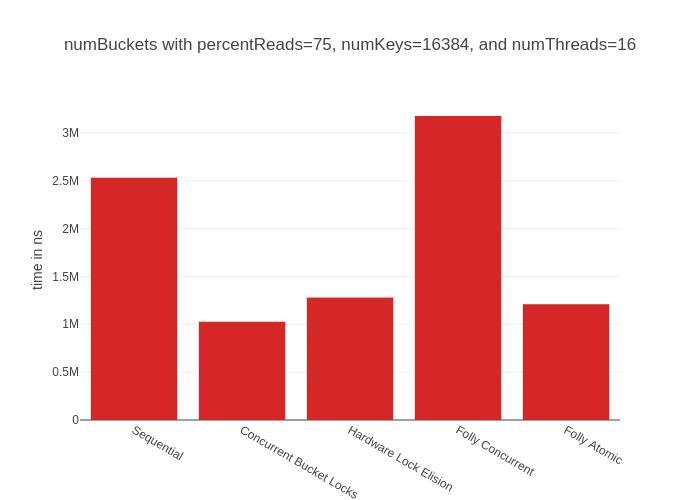 numBuckets with percentReads=75, numKeys=16384, and numThreads=16
3M
2.5M
2M
1.5M
1M
0.5M
0
time in ns
Sequential
Concurrent Bucket Locks
Hardware Lock Elision
Folly Concurrent
Folly Atomic